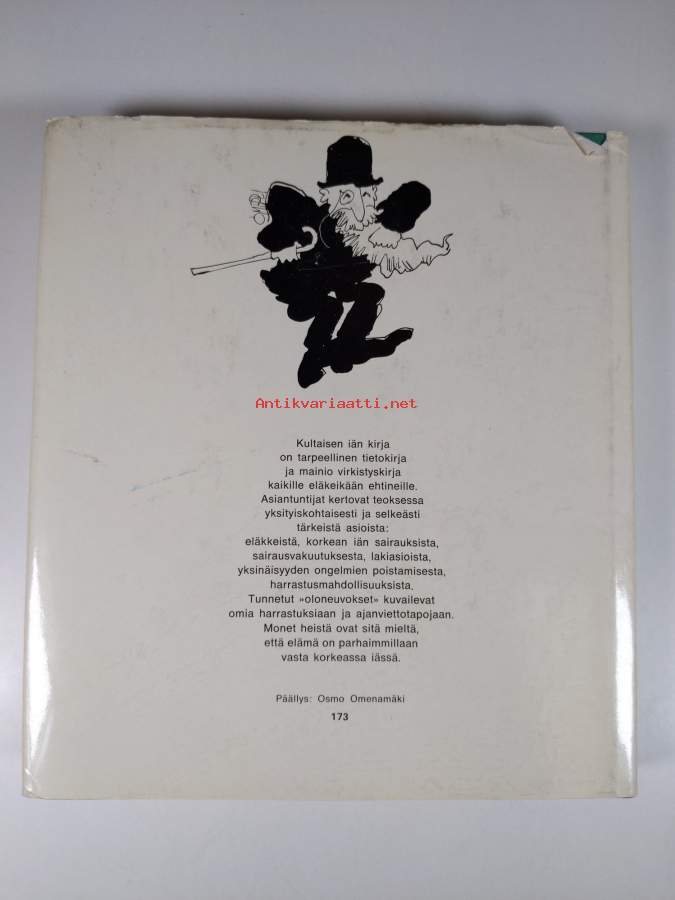 Antikvariaatti.net
Kultaisen iän kirja
on tarpeellinen tietokirja
ja mainio virkistyskirja
kaikille eläkeikään ehtineille.
Asiantuntijat kertovat teoksessa
yksityiskohtaisesti ja selkeästi
tärkeistä asioista:
eläkkeistä, korkean iän sairauksista,
sairausvakuutuksesta, lakiasioista,
yksinäisyyden ongelmien poistamisesta,
harrastusmahdollisuuksista.
Tunnetut »oloneuvokset» kuvailevat
omia harrastuksiaan ja ajanviettotapojaan.
Monet heistä ovat sitä mieltä,
että elämä on parhaimmillaan
vasta korkeassa iässä.
Päällys: Osmo Omenamäki
173